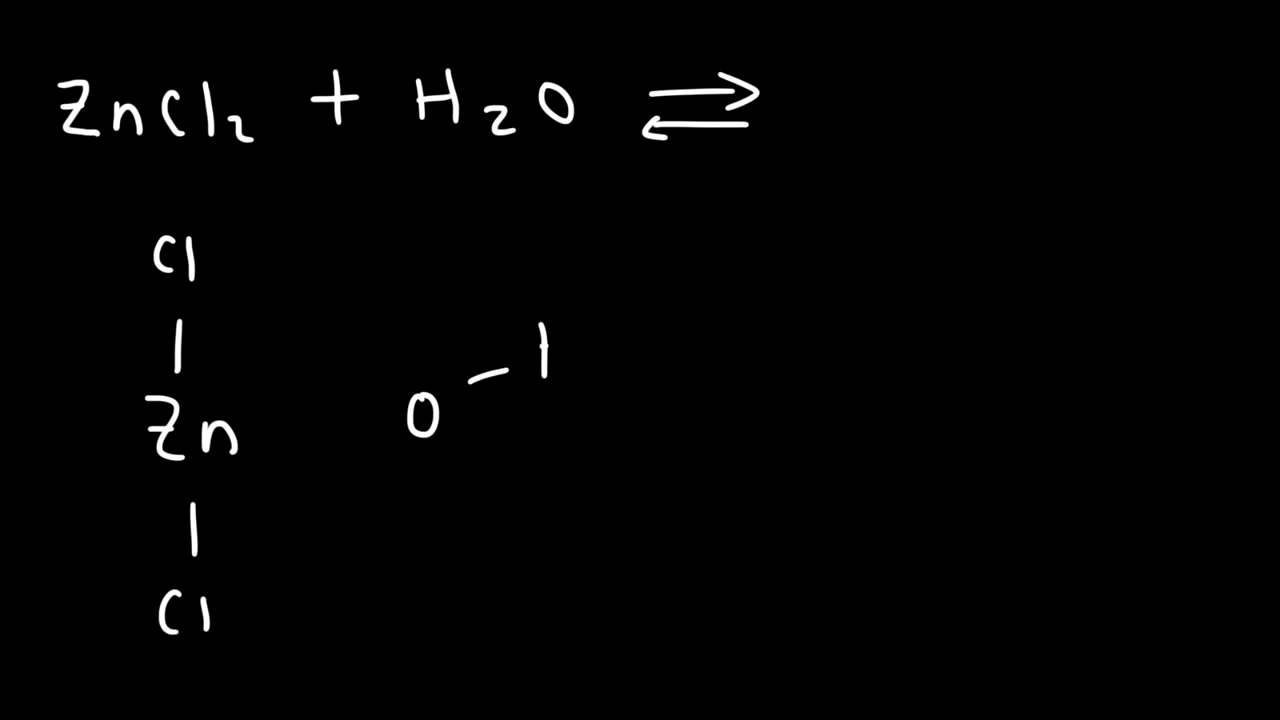 ZnCl₂ + H₂O ⇌
Cl
|
Zn O – |
|
Cl